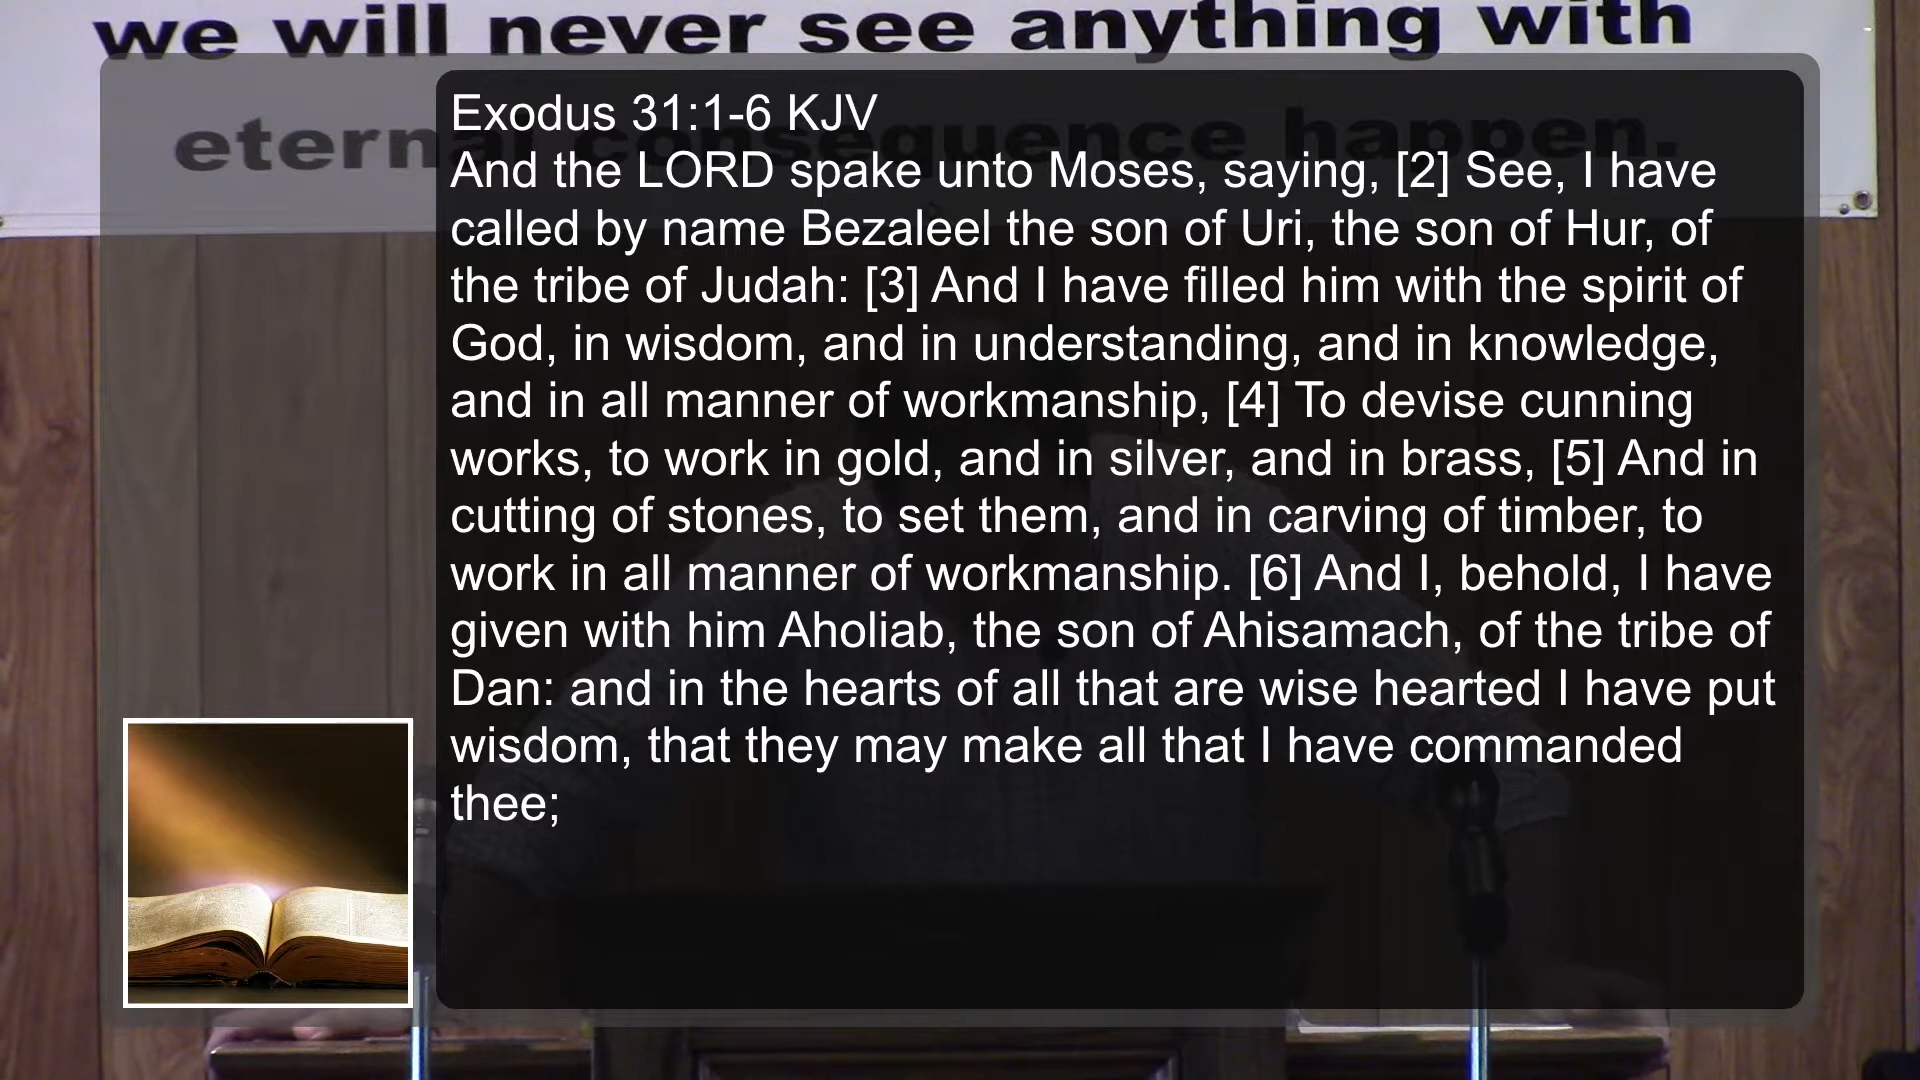 we will never see anything with
eternal consequence happen.
Exodus 31:1-6 KJV
And the LORD spake unto Moses, saying, [2] See, I have
called by name Bezaleel the son of Uri, the son of Hur, of
the tribe of Judah: [3] And I have filled him with the spirit of
God, in wisdom, and in understanding, and in knowledge,
and in all manner of workmanship, [4] To devise cunning
works, to work in gold, and in silver, and in brass, [5] And in
cutting of stones, to set them, and in carving of timber, to
work in all manner of workmanship. [6] And I, behold, I have
given with him Aholiab, the son of Ahisamach, of the tribe of
Dan: and in the hearts of all that are wise hearted I have put
wisdom, that they may make all that I have commanded
thee;